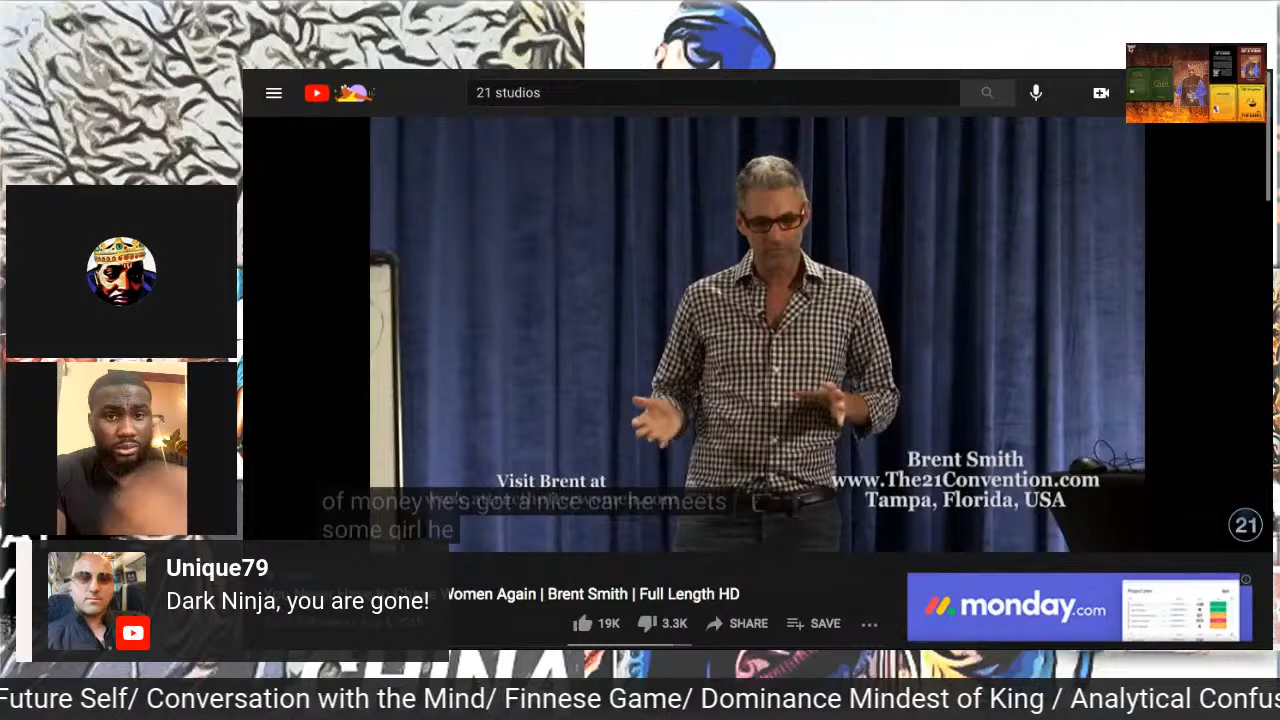 21 studios
Visit Brent at
Brent Smith
www.The21Convention.com
Tampa, Florida, USA
of money he's got a nice car he meets
some girl he
21
Unique79
Dark Ninja, you are gone!
Women Again | Brent Smith | Full Length HD
19K
3.3K
SHARE
SAVE
monday.com
CHINA
Future Self/ Conversation with the Mind/ Finnese Game/ Dominance Mindest of King / Analytical Confus